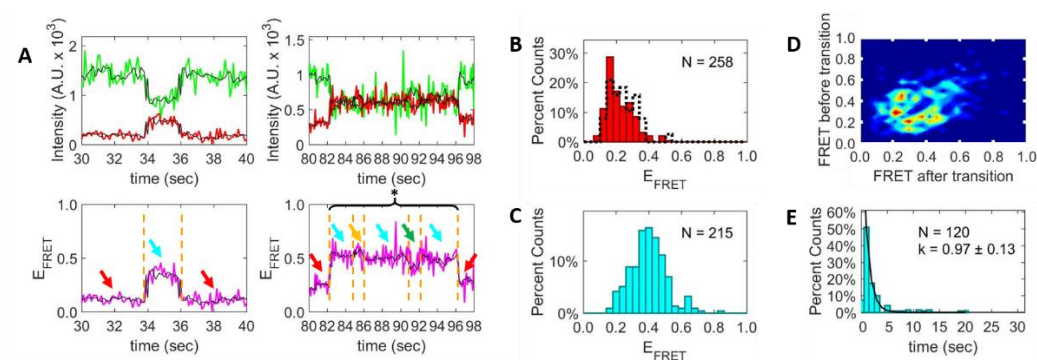 A
Intensity (A.U. x 10³)
2
1
0
30 32 34 36 38 40
time (sec)
Intensity (A.U. x 10³)
1.5
1.0
0.5
0
80 82 84 86 88 90 92 94 96 98
time (sec)
E_FRET
1.0
0.5
0.0
30 32 34 36 38 40
time (sec)
*
E_FRET
1.0
0.5
0.0
80 82 84 86 88 90 92 94 96 98
time (sec)
B
Percent Counts
30%
20%
10%
0%
N = 258
0.0 0.2 0.4 0.6 0.8 1.0
E_FRET
C
Percent Counts
10%
0%
N = 215
0.0 0.2 0.4 0.6 0.8 1.0
E_FRET
D
FRET before transition
1.0
0.8
0.6
0.4
0.2
0.0
0.0 0.2 0.4 0.6 0.8 1.0
FRET after transition
E
Percent Counts
60%
50%
40%
30%
20%
10%
0%
N = 120
k = 0.97 ± 0.13
0 5 10 15 20 25 30
time (sec)